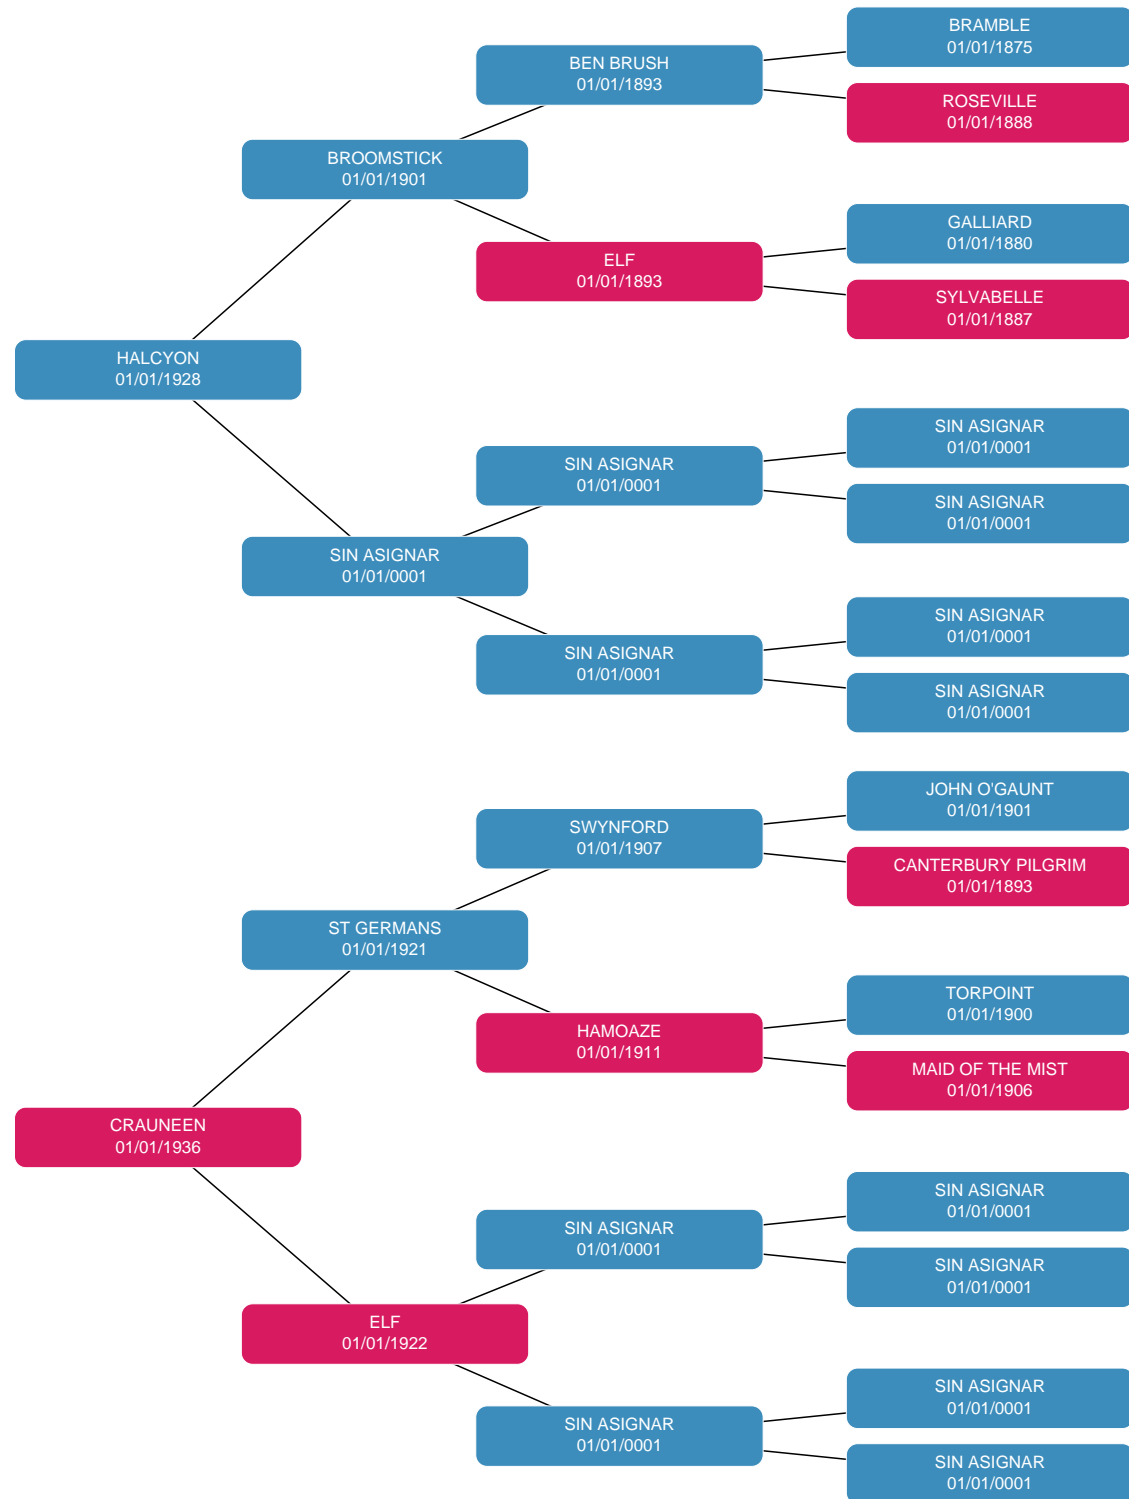 BRAMBLE
01/01/1875
BEN BRUSH
01/01/1893
ROSEVILLE
01/01/1888
BROOMSTICK
01/01/1901
GALLIARD
01/01/1880
ELF
01/01/1893
SYLVABELLE
01/01/1887
HALCYON
01/01/1928
SIN ASIGNAR
01/01/0001
SIN ASIGNAR
01/01/0001
SIN ASIGNAR
01/01/0001
SIN ASIGNAR
01/01/0001
SIN ASIGNAR
01/01/0001
SIN ASIGNAR
01/01/0001
SIN ASIGNAR
01/01/0001
JOHN O'GAUNT
01/01/1901
SWYNFORD
01/01/1907
CANTERBURY PILGRIM
01/01/1893
ST GERMANS
01/01/1921
TORPOINT
01/01/1900
HAMOAZE
01/01/1911
MAID OF THE MIST
01/01/1906
CRAUNEEN
01/01/1936
SIN ASIGNAR
01/01/0001
SIN ASIGNAR
01/01/0001
SIN ASIGNAR
01/01/0001
ELF
01/01/1922
SIN ASIGNAR
01/01/0001
SIN ASIGNAR
01/01/0001
SIN ASIGNAR
01/01/0001